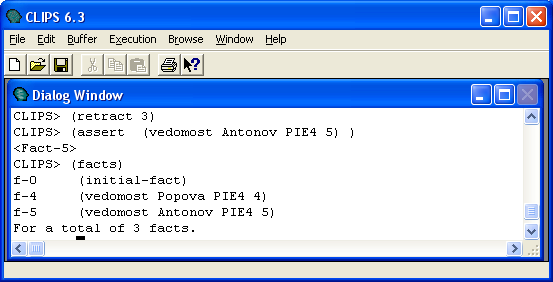 CLIPS 6.3
File Edit Buffer Execution Browse Window Help
Dialog Window
CLIPS> (retract 3)
CLIPS> (assert  (vedomost Antonov PIE4 5) )
<Fact-5>
CLIPS> (facts)
f-0     (initial-fact)
f-4     (vedomost Popova PIE4 4)
f-5     (vedomost Antonov PIE4 5)
For a total of 3 facts.